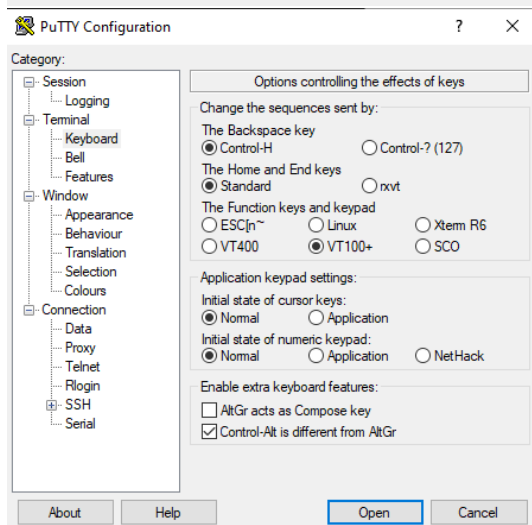 PuTTY Configuration
?
Category:
Session
Logging
Terminal
Keyboard
Bell
Features
Window
Appearance
Behaviour
Translation
Selection
Colours
Connection
Data
Proxy
Telnet
Rlogin
SSH
Serial
Options controlling the effects of keys
Change the sequences sent by:
The Backspace key
Control-H Control-? (127)
The Home and End keys
Standard rxvt
The Function keys and keypad
ESC[n~ Linux Xterm R6
VT400 VT100+ SCO
Application keypad settings:
Initial state of cursor keys:
Normal Application
Initial state of numeric keypad:
Normal Application NetHack
Enable extra keyboard features:
AltGr acts as Compose key
Control-Alt is different from AltGr
About Help Open Cancel